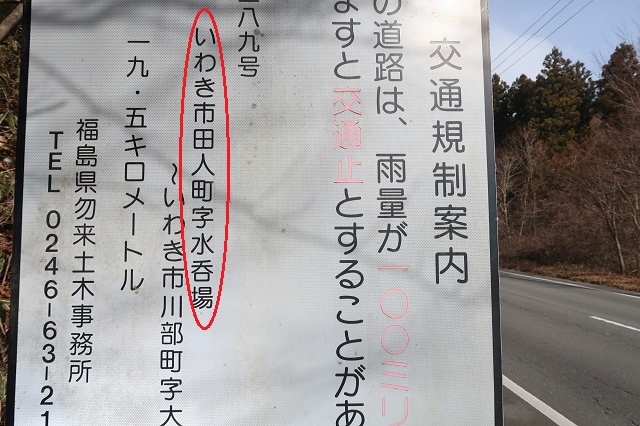 交通規制案内
の道路は、雨量が一〇〇ミリ
ますと交通止とすることがあ
二八九号
いわき市田人町字水呑場
～いわき市川部町字大
一九・五キロメートル
福島県勿来土木事務所
TEL 0246-63-21